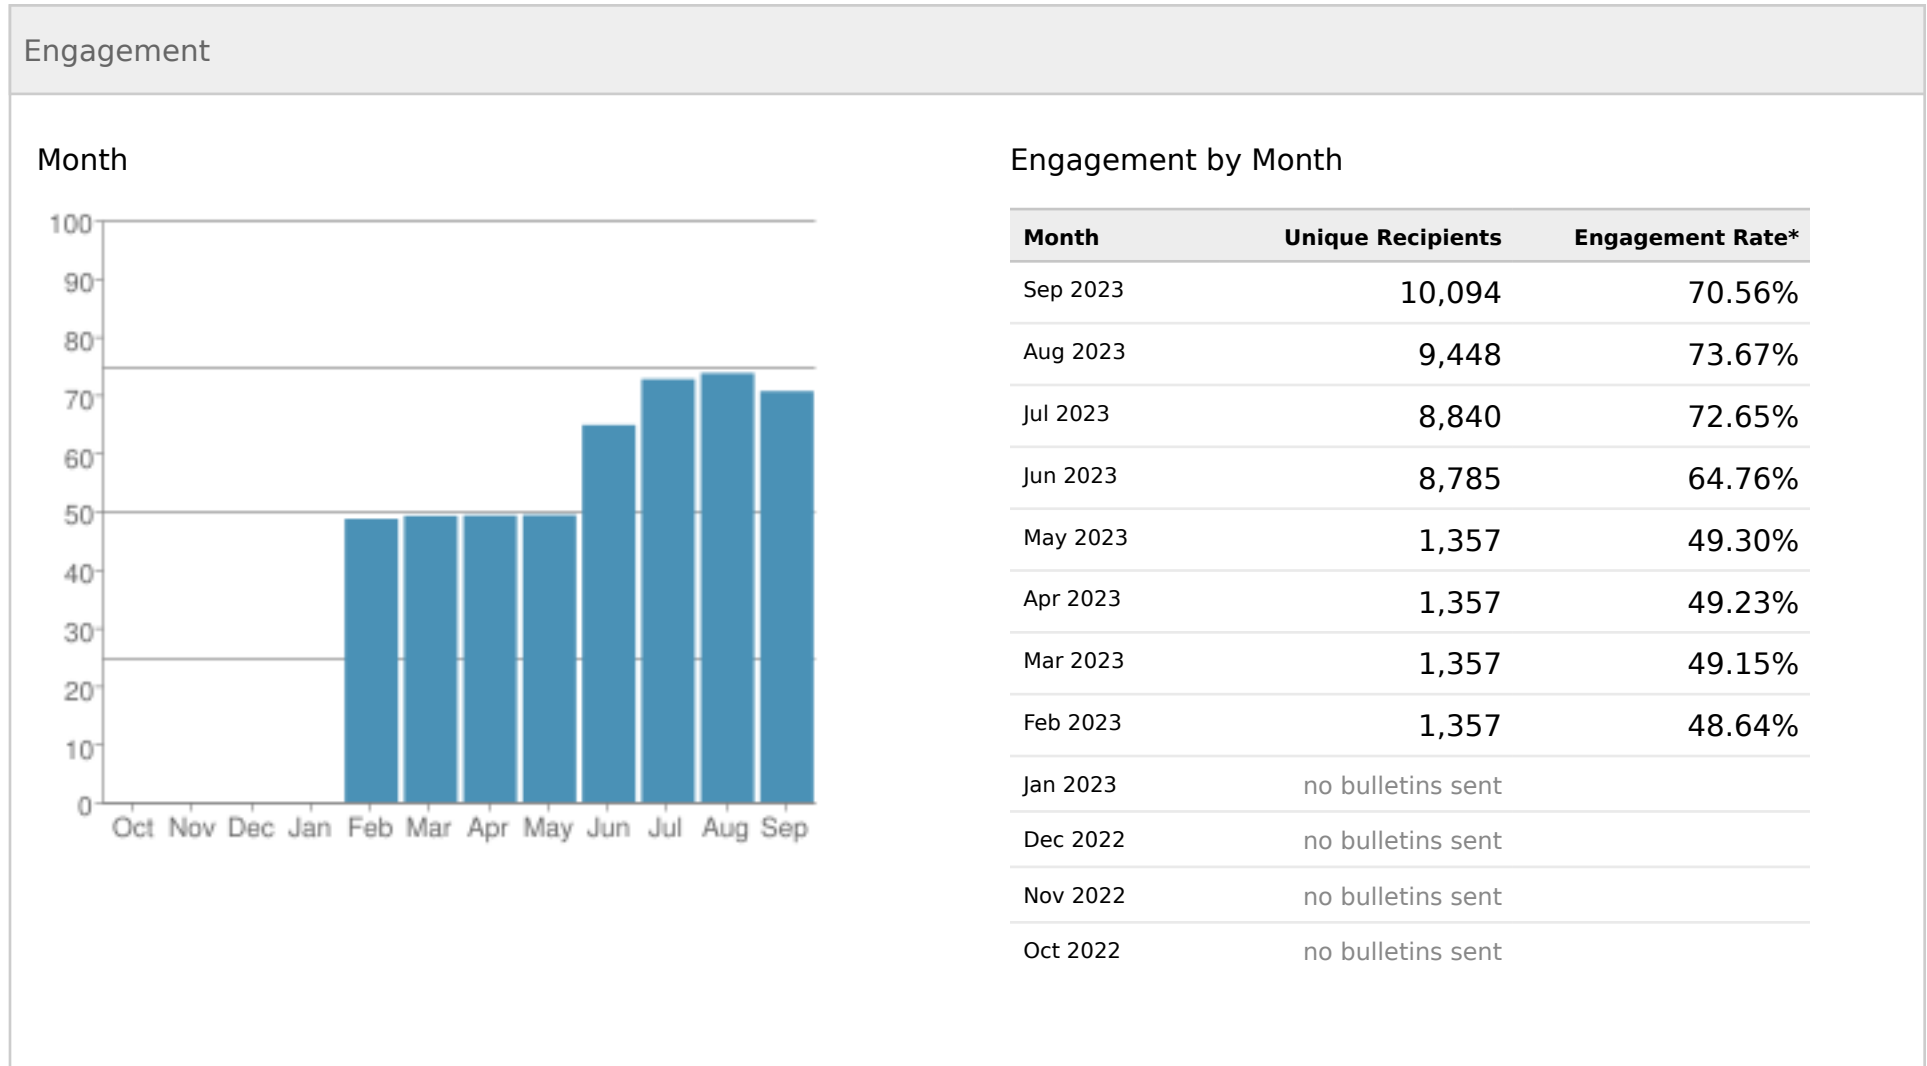 Engagement
Month
100
90
80
70
60
50
40
30
20
10
0
Oct Nov Dec Jan Feb Mar Apr May Jun Jul Aug Sep
Engagement by Month
Month Unique Recipients Engagement Rate*
Sep 2023 10,094 70.56%
Aug 2023 9,448 73.67%
Jul 2023 8,840 72.65%
Jun 2023 8,785 64.76%
May 2023 1,357 49.30%
Apr 2023 1,357 49.23%
Mar 2023 1,357 49.15%
Feb 2023 1,357 48.64%
Jan 2023 no bulletins sent
Dec 2022 no bulletins sent
Nov 2022 no bulletins sent
Oct 2022 no bulletins sent